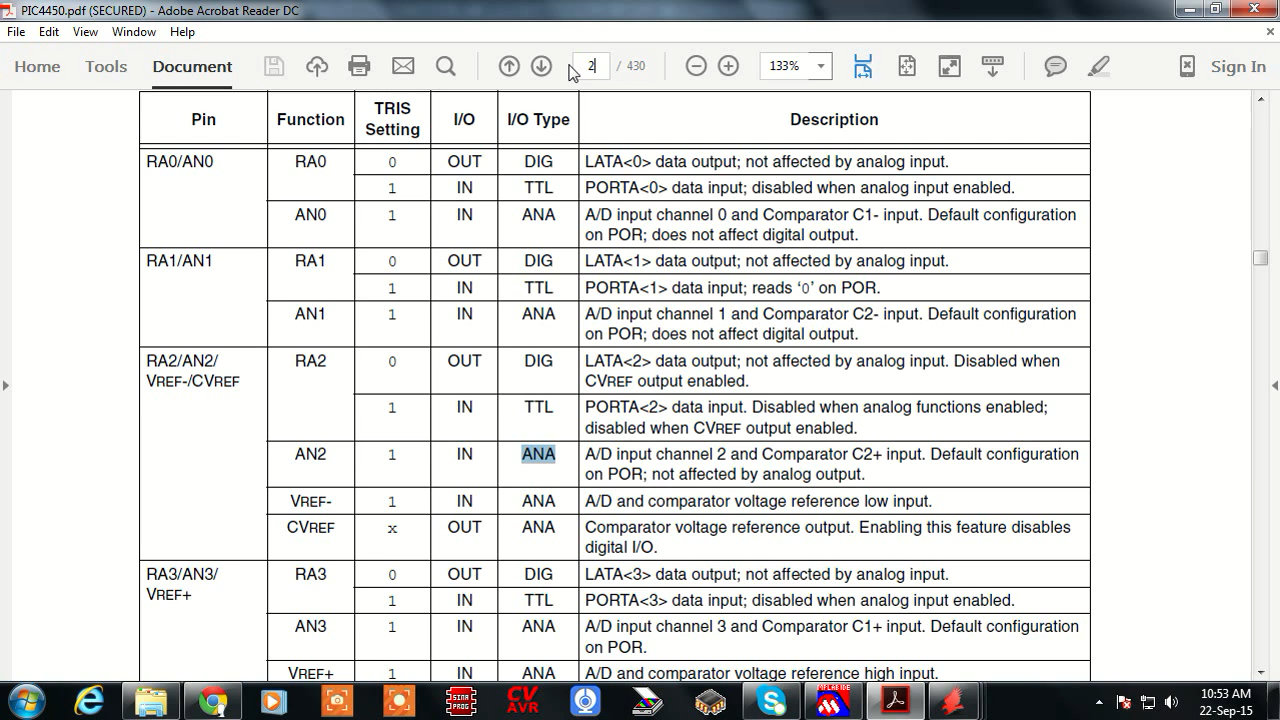 PIC4450.pdf (SECURED) - Adobe Acrobat Reader DC
File Edit View Window Help
Home Tools Document 2 / 430 133% Sign In
Pin Function TRIS Setting I/O I/O Type Description
RA0/AN0 RA0 0 OUT DIG LATA<0> data output; not affected by analog input.
1 IN TTL PORTA<0> data input; disabled when analog input enabled.
AN0 1 IN ANA A/D input channel 0 and Comparator C1- input. Default configuration
on POR; does not affect digital output.
RA1/AN1 RA1 0 OUT DIG LATA<1> data output; not affected by analog input.
1 IN TTL PORTA<1> data input; reads ‘0’ on POR.
AN1 1 IN ANA A/D input channel 1 and Comparator C2- input. Default configuration
on POR; does not affect digital output.
RA2/AN2/ RA2 0 OUT DIG LATA<2> data output; not affected by analog input. Disabled when
VREF-/CVREF CVREF output enabled.
1 IN TTL PORTA<2> data input. Disabled when analog functions enabled;
disabled when CVREF output enabled.
AN2 1 IN ANA A/D input channel 2 and Comparator C2+ input. Default configuration
on POR; not affected by analog output.
VREF- 1 IN ANA A/D and comparator voltage reference low input.
CVREF x OUT ANA Comparator voltage reference output. Enabling this feature disables
digital I/O.
RA3/AN3/ RA3 0 OUT DIG LATA<3> data output; not affected by analog input.
VREF+ 1 IN TTL PORTA<3> data input; disabled when analog input enabled.
AN3 1 IN ANA A/D input channel 3 and Comparator C1+ input. Default configuration
on POR.
VREF+ 1 IN ANA A/D and comparator voltage reference high input.
CV
AVR
MPLABIDE
10:53 AM
22-Sep-15